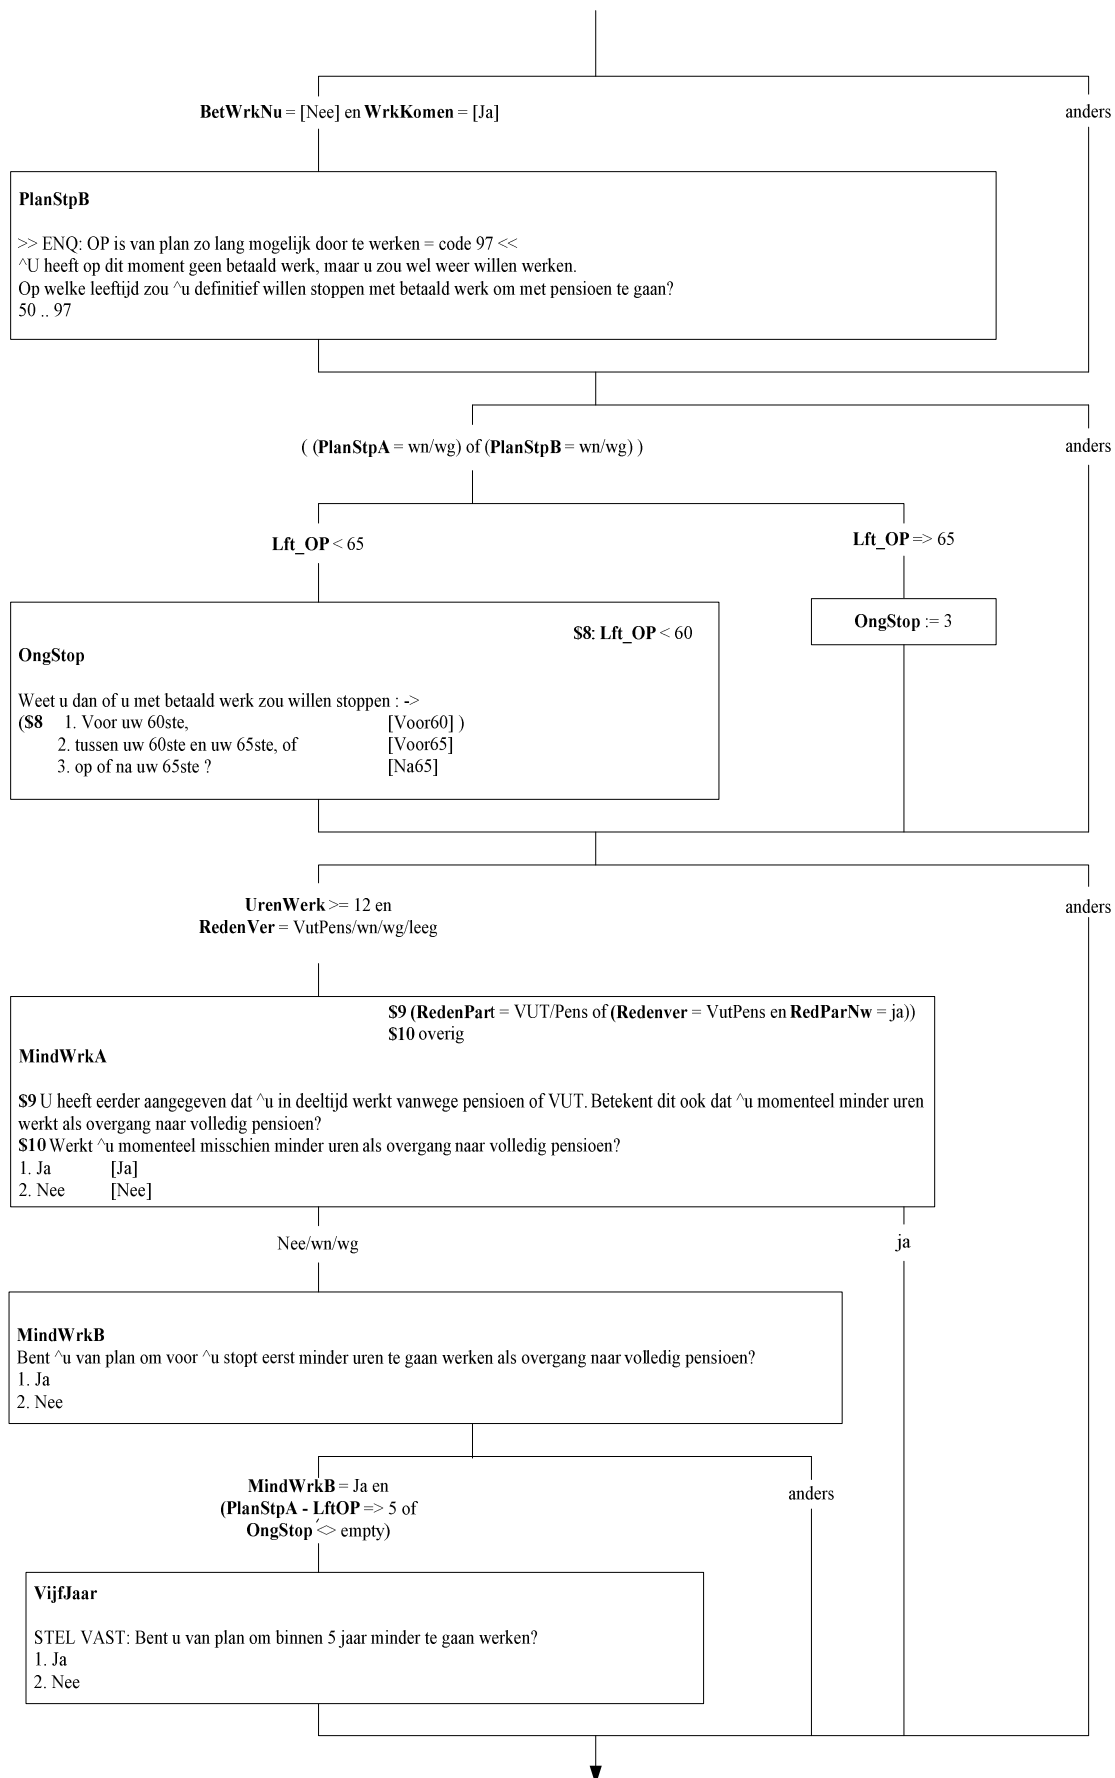 BetWrkNu = [Nee] en WrkKomen = [Ja]
anders
PlanStpB
>> ENQ: OP is van plan zo lang mogelijk door te werken = code 97 <<
^U heeft op dit moment geen betaald werk, maar u zou wel weer willen werken.
Op welke leeftijd zou ^u definitief willen stoppen met betaald werk om met pensioen te gaan?
50 .. 97
( (PlanStpA = wn/wg) of (PlanStpB = wn/wg) )
anders
Lft_OP < 65
Lft_OP => 65
OngStop := 3
$8: Lft_OP < 60
OngStop
Weet u dan of u met betaald werk zou willen stoppen : ->
($8 1. Voor uw 60ste, [Voor60] )
2. tussen uw 60ste en uw 65ste, of [Voor65]
3. op of na uw 65ste ? [Na65]
UrenWerk >= 12 en
RedenVer = VutPens/wn/wg/leeg
anders
$9 (RedenPart = VUT/Pens of (Redenver = VutPens en RedParNw = ja))
$10 overig
MindWrkA
$9 U heeft eerder aangegeven dat ^u in deeltijd werkt vanwege pensioen of VUT. Betekent dit ook dat ^u momenteel minder uren
werkt als overgang naar volledig pensioen?
$10 Werkt ^u momenteel misschien minder uren als overgang naar volledig pensioen?
1. Ja [Ja]
2. Nee [Nee]
Nee/wn/wg
ja
MindWrkB
Bent ^u van plan om voor ^u stopt eerst minder uren te gaan werken als overgang naar volledig pensioen?
1. Ja
2. Nee
MindWrkB = Ja en
(PlanStpA - LftOP => 5 of
OngStop <> empty)
anders
VijfJaar
STEL VAST: Bent u van plan om binnen 5 jaar minder te gaan werken?
1. Ja
2. Nee